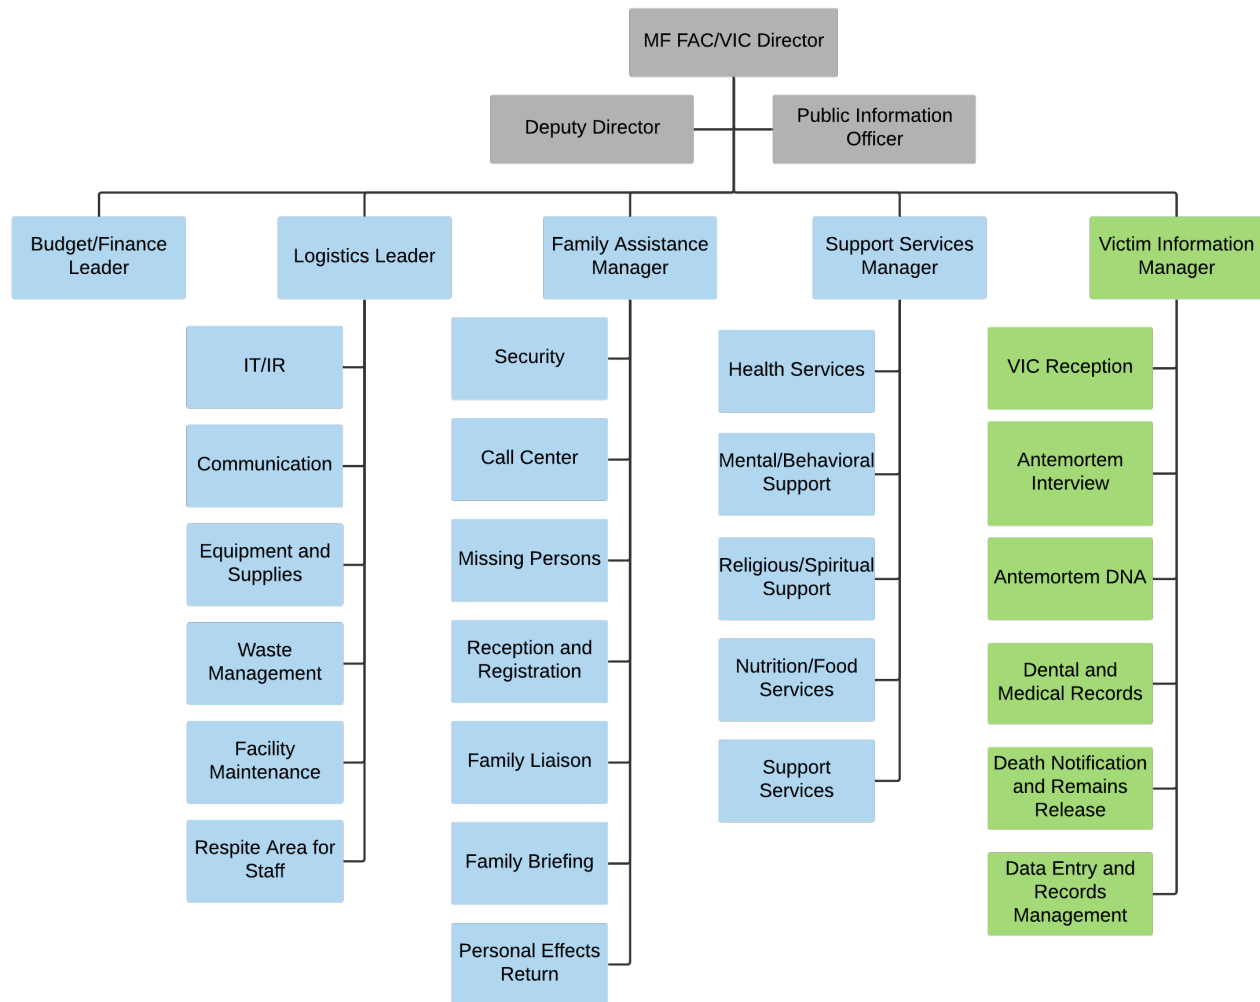 MF FAC/VIC Director
Deputy Director
Public Information
Officer
Budget/Finance
Leader
Logistics Leader
Family Assistance
Manager
Support Services
Manager
Victim Information
Manager
IT/IR
Communication
Equipment and
Supplies
Waste
Management
Facility
Maintenance
Respite Area for
Staff
Security
Call Center
Missing Persons
Reception and
Registration
Family Liaison
Family Briefing
Personal Effects
Return
Health Services
Mental/Behavioral
Support
Religious/Spiritual
Support
Nutrition/Food
Services
Support
Services
VIC Reception
Antemortem
Interview
Antemortem DNA
Dental and
Medical Records
Death Notification
and Remains
Release
Data Entry and
Records
Management